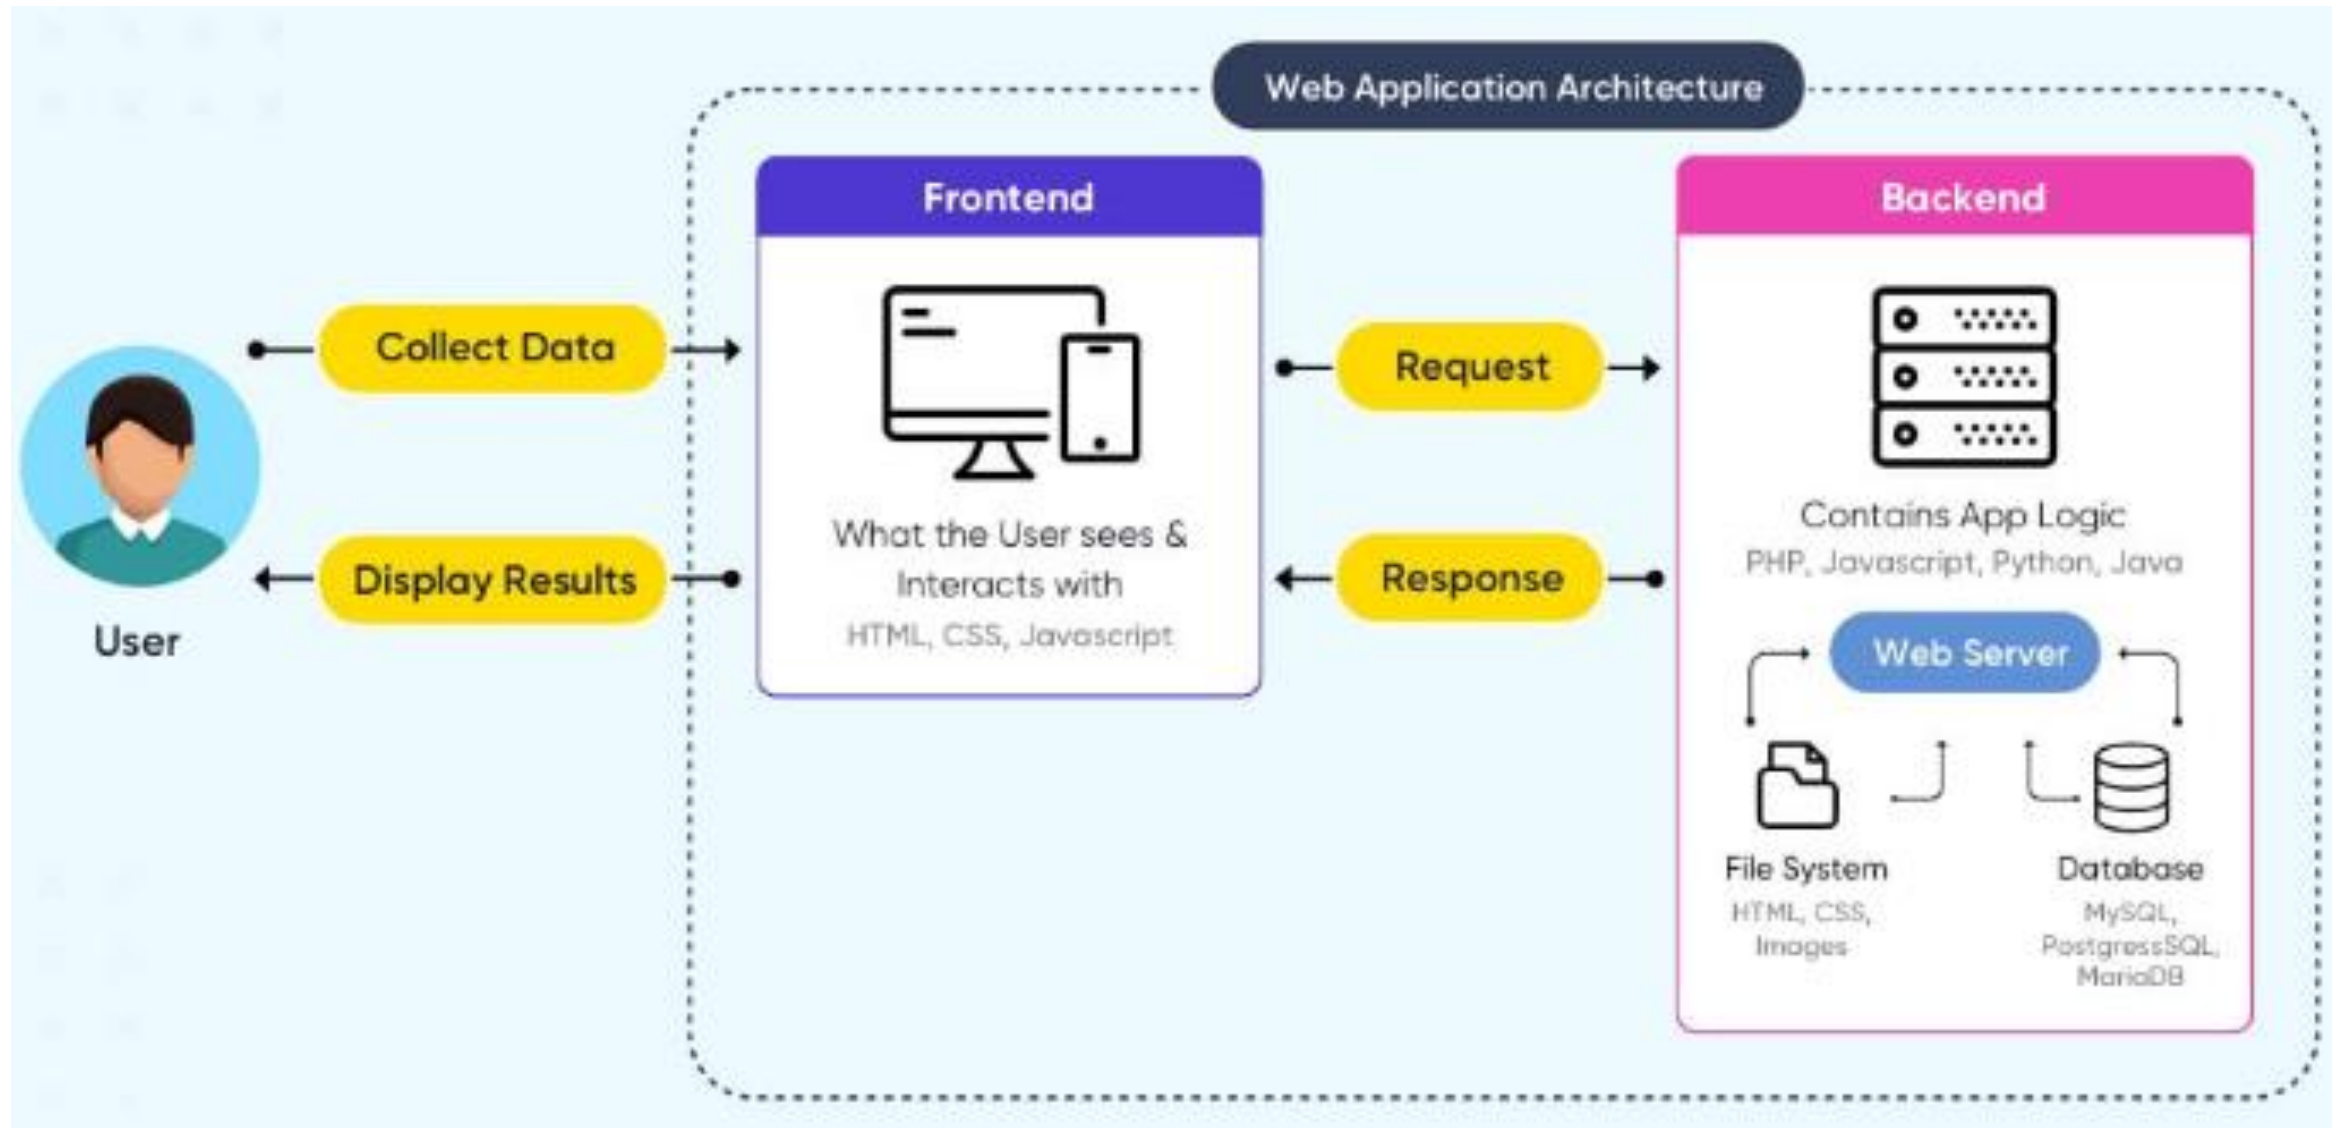 Web Application Architecture
Frontend
Backend
Collect Data
Request
What the User sees &
Interacts with
HTML, CSS, Javascript
Contains App Logic
PHP, Javascript, Python, Java
Display Results
Response
User
Web Server
File System
HTML, CSS,
Images
Database
MySQL,
PostgressSQL,
MariaDB